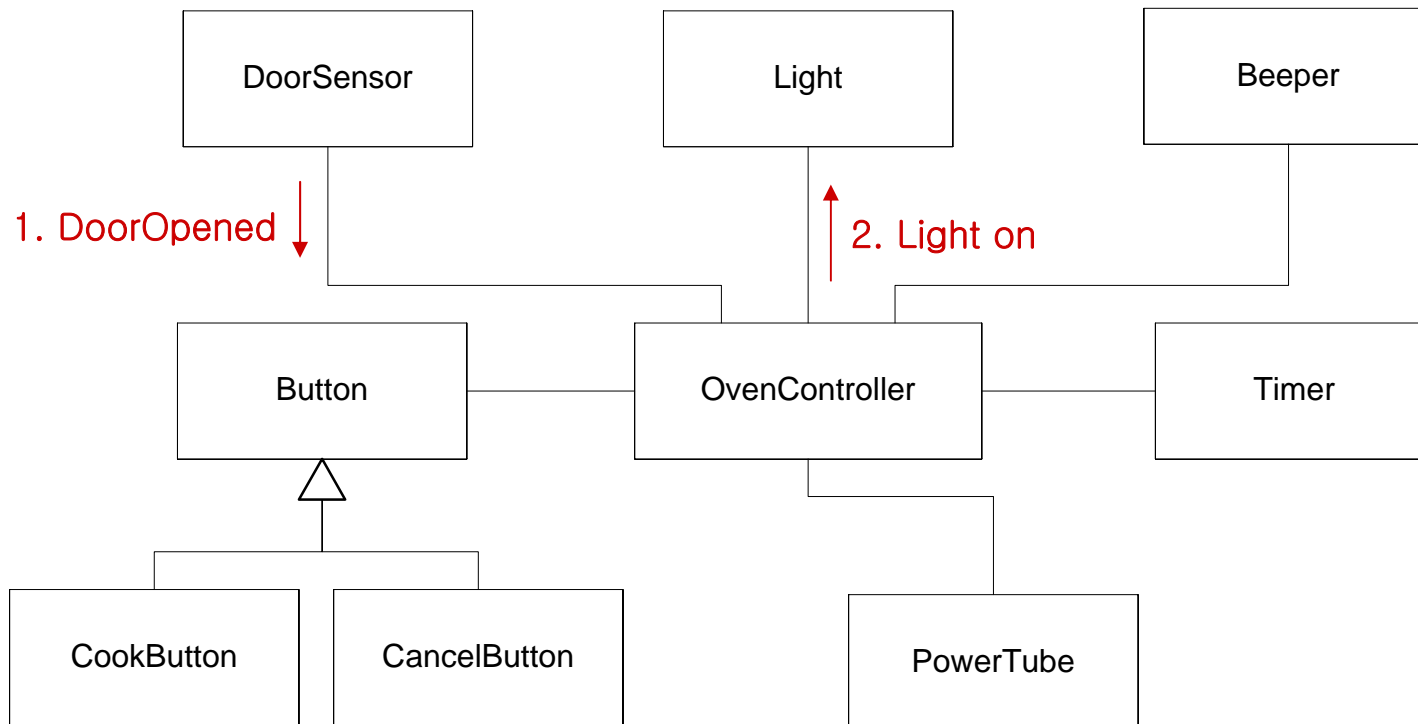 DoorSensor
Light
Beeper
1. DoorOpened
2. Light on
Button
OvenController
Timer
CookButton
CancelButton
PowerTube